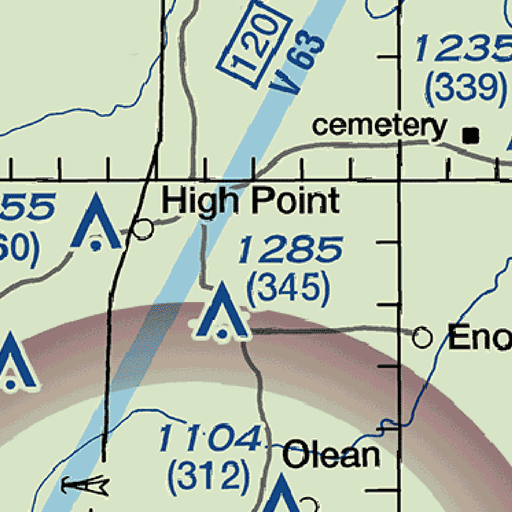 120
V 63
1235
(339)
cemetery
55
60)
High Point
1285
(345)
Eno
1104
(312)
Olean